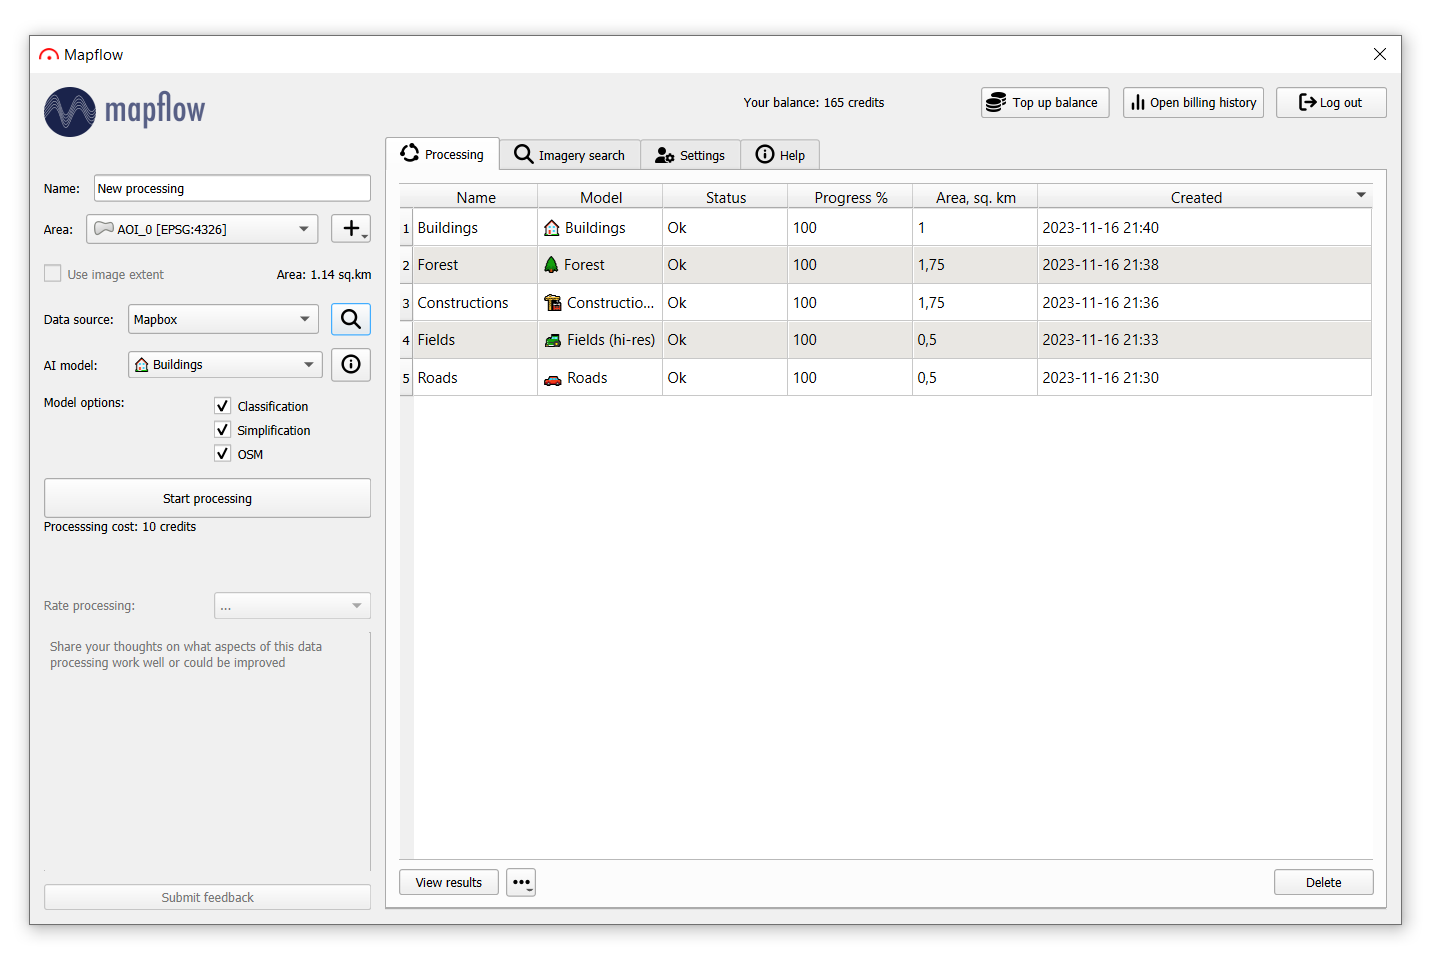 Mapflow
mapflow
Your balance: 165 credits
Top up balance
Open billing history
Log out
Processing
Imagery search
Settings
Help
Name: New processing
Area: AOI_0 [EPSG:4326]
Use image extent Area: 1.14 sq.km
Data source: Mapbox
AI model: Buildings
Model options: Classification
Simplification
OSM
Start processing
Processsing cost: 10 credits
Rate processing: ...
Share your thoughts on what aspects of this data
processing work well or could be improved
Submit feedback
Name Model Status Progress % Area, sq. km Created
1 Buildings Buildings Ok 100 1 2023-11-16 21:40
2 Forest Forest Ok 100 1,75 2023-11-16 21:38
3 Constructions Constructio... Ok 100 1,75 2023-11-16 21:36
4 Fields Fields (hi-res) Ok 100 0,5 2023-11-16 21:33
5 Roads Roads Ok 100 0,5 2023-11-16 21:30
View results
Delete